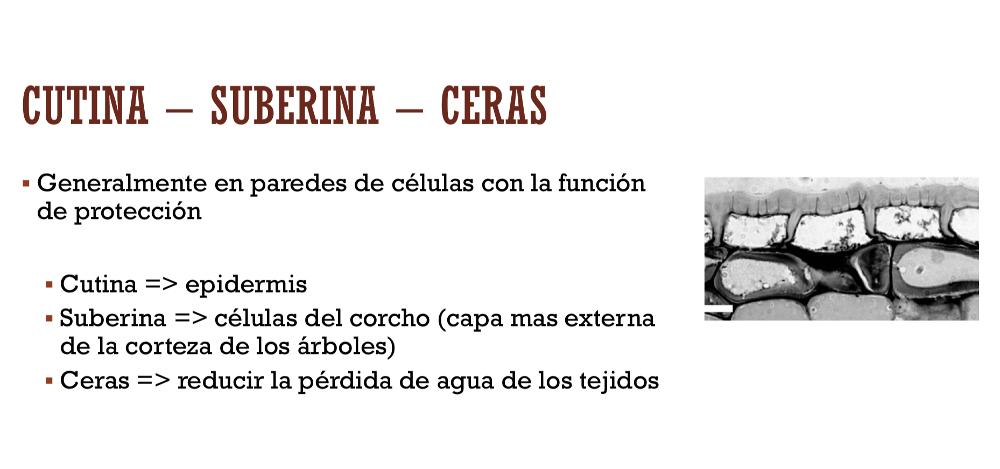 CUTINA – SUBERINA – CERAS
▪ Generalmente en paredes de células con la función
de protección
▪ Cutina => epidermis
▪ Suberina => células del corcho (capa mas externa
de la corteza de los árboles)
▪ Ceras => reducir la pérdida de agua de los tejidos